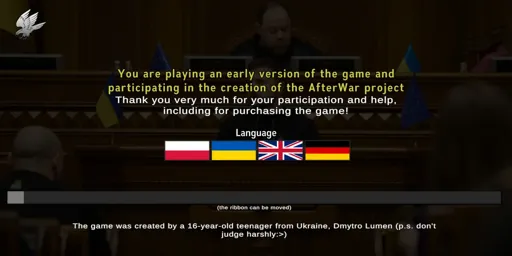 You are playing an early version of the game and
participating in the creation of the AfterWar project
Thank you very much for your participation and help,
including for purchasing the game!
Language
(the ribbon can be moved)
The game was created by a 16-year-old teenager from Ukraine, Dmytro Lumen (p.s. don't
judge harshly:>)